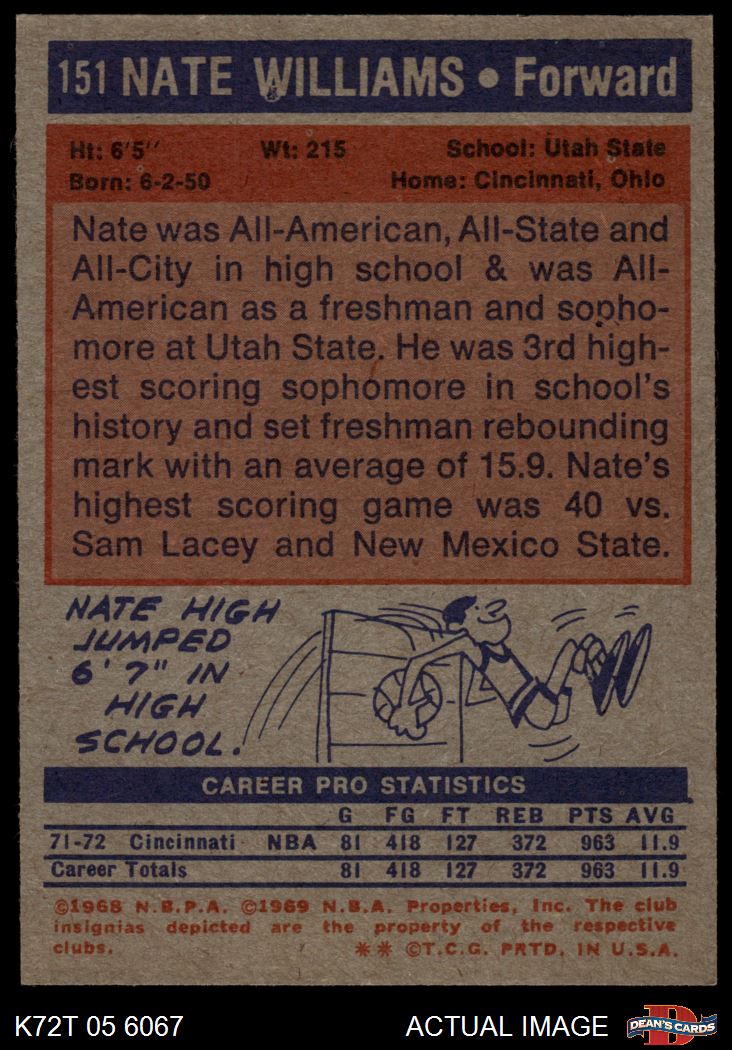 151 NATE WILLIAMS • Forward
Ht: 6'5" Wt: 215 School: Utah State
Born: 6-2-50 Home: Cincinnati, Ohio
Nate was All-American, All-State and
All-City in high school & was All-
American as a freshman and sopho-
more at Utah State. He was 3rd high-
est scoring sophomore in school's
history and set freshman rebounding
mark with an average of 15.9. Nate's
highest scoring game was 40 vs.
Sam Lacey and New Mexico State.
NATE HIGH
JUMPED
6' 7" IN
HIGH
SCHOOL.
CAREER PRO STATISTICS
G FG FT REB PTS AVG
71-72 Cincinnati NBA 81 418 127 372 963 11.9
Career Totals 81 418 127 372 963 11.9
©1968 N.B.P.A. ©1969 N.B.A. Properties, Inc. The club
insignias depicted are the property of the respective
clubs. ** ©T.C.G. PRTD. IN U.S.A.
K72T 05 6067 ACTUAL IMAGE DEAN'S CARDS